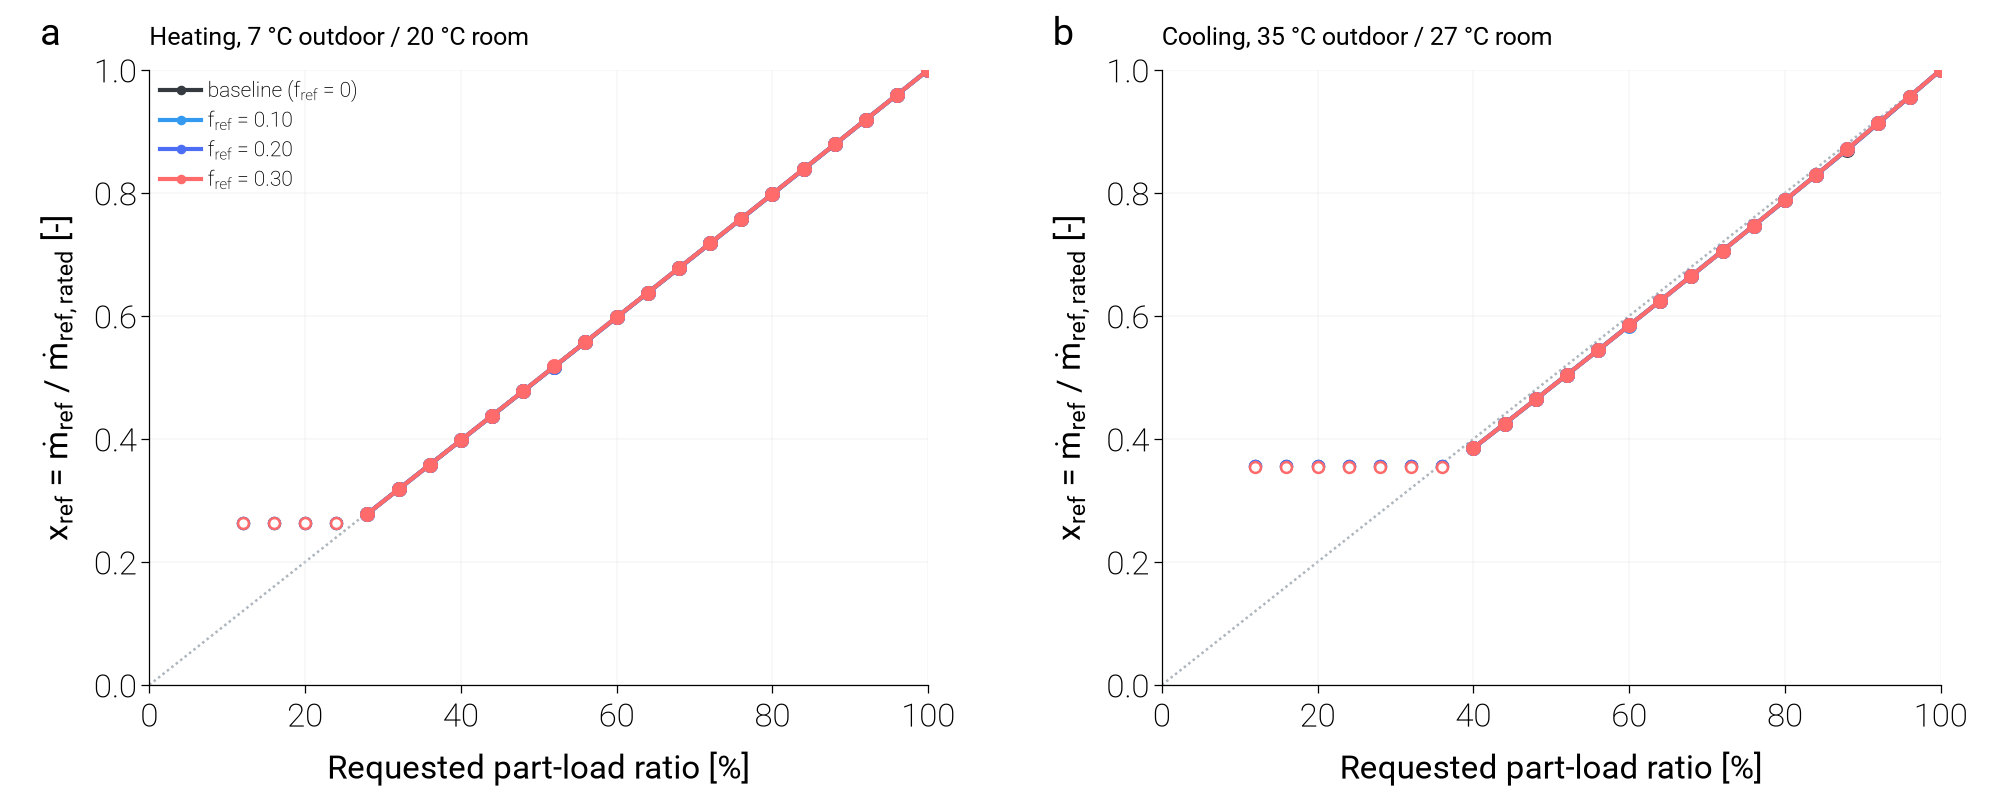 a
Heating, 7 °C outdoor / 20 °C room
baseline (fref = 0)
fref = 0.10
fref = 0.20
fref = 0.30
1.0
0.8
0.6
0.4
0.2
0.0
0 20 40 60 80 100
xref = ṁref / ṁref, rated [-]
Requested part-load ratio [%]
b
Cooling, 35 °C outdoor / 27 °C room
1.0
0.8
0.6
0.4
0.2
0.0
0 20 40 60 80 100
xref = ṁref / ṁref, rated [-]
Requested part-load ratio [%]